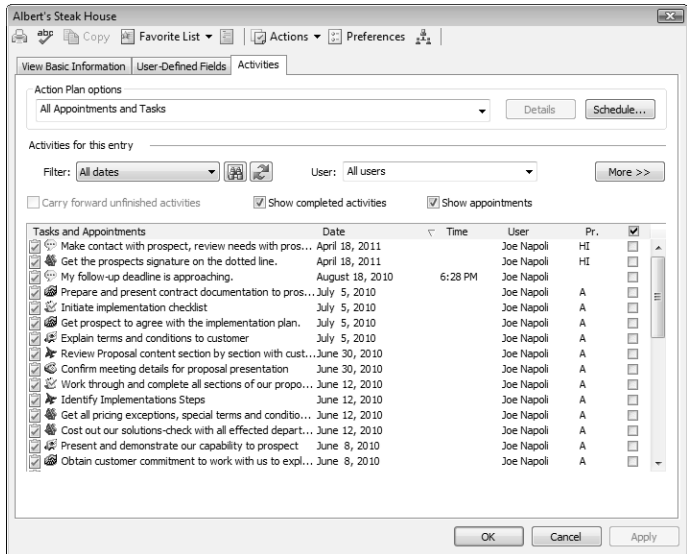 Albert's Steak House
abc Copy Favorite List Actions Preferences
View Basic Information User-Defined Fields Activities
Action Plan options
All Appointments and Tasks Details Schedule...
Activities for this entry
Filter: All dates User: All users More >>
Carry forward unfinished activities Show completed activities Show appointments
Tasks and Appointments Date Time User Pr.
Make contact with prospect, review needs with pros... April 18, 2011 Joe Napoli HI
Get the prospects signature on the dotted line. April 18, 2011 Joe Napoli HI
My follow-up deadline is approaching. August 18, 2010 6:28 PM Joe Napoli
Prepare and present contract documentation to pros... July 5, 2010 Joe Napoli A
Initiate implementation checklist July 5, 2010 Joe Napoli A
Get prospect to agree with the implementation plan. July 5, 2010 Joe Napoli A
Explain terms and conditions to customer July 5, 2010 Joe Napoli A
Review Proposal content section by section with cust... June 30, 2010 Joe Napoli A
Confirm meeting details for proposal presentation June 30, 2010 Joe Napoli A
Work through and complete all sections of our propo... June 12, 2010 Joe Napoli A
Identify Implementations Steps June 12, 2010 Joe Napoli A
Get all pricing exceptions, special terms and conditio... June 12, 2010 Joe Napoli A
Cost out our solutions-check with all effected depart... June 12, 2010 Joe Napoli A
Present and demonstrate our capability to prospect June 8, 2010 Joe Napoli A
Obtain customer commitment to work with us to expl... June 8, 2010 Joe Napoli A
OK Cancel Apply